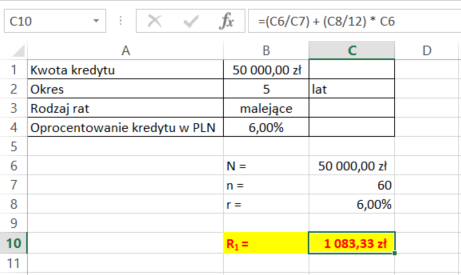 C10 fx =(C6/C7) + (C8/12) * C6
A B C D
1 Kwota kredytu 50 000,00 zł
2 Okres 5 lat
3 Rodzaj rat malejące
4 Oprocentowanie kredytu w PLN 6,00%
5
6 N = 50 000,00 zł
7 n = 60
8 r = 6,00%
9
10 R₁ = 1 083,33 zł
11